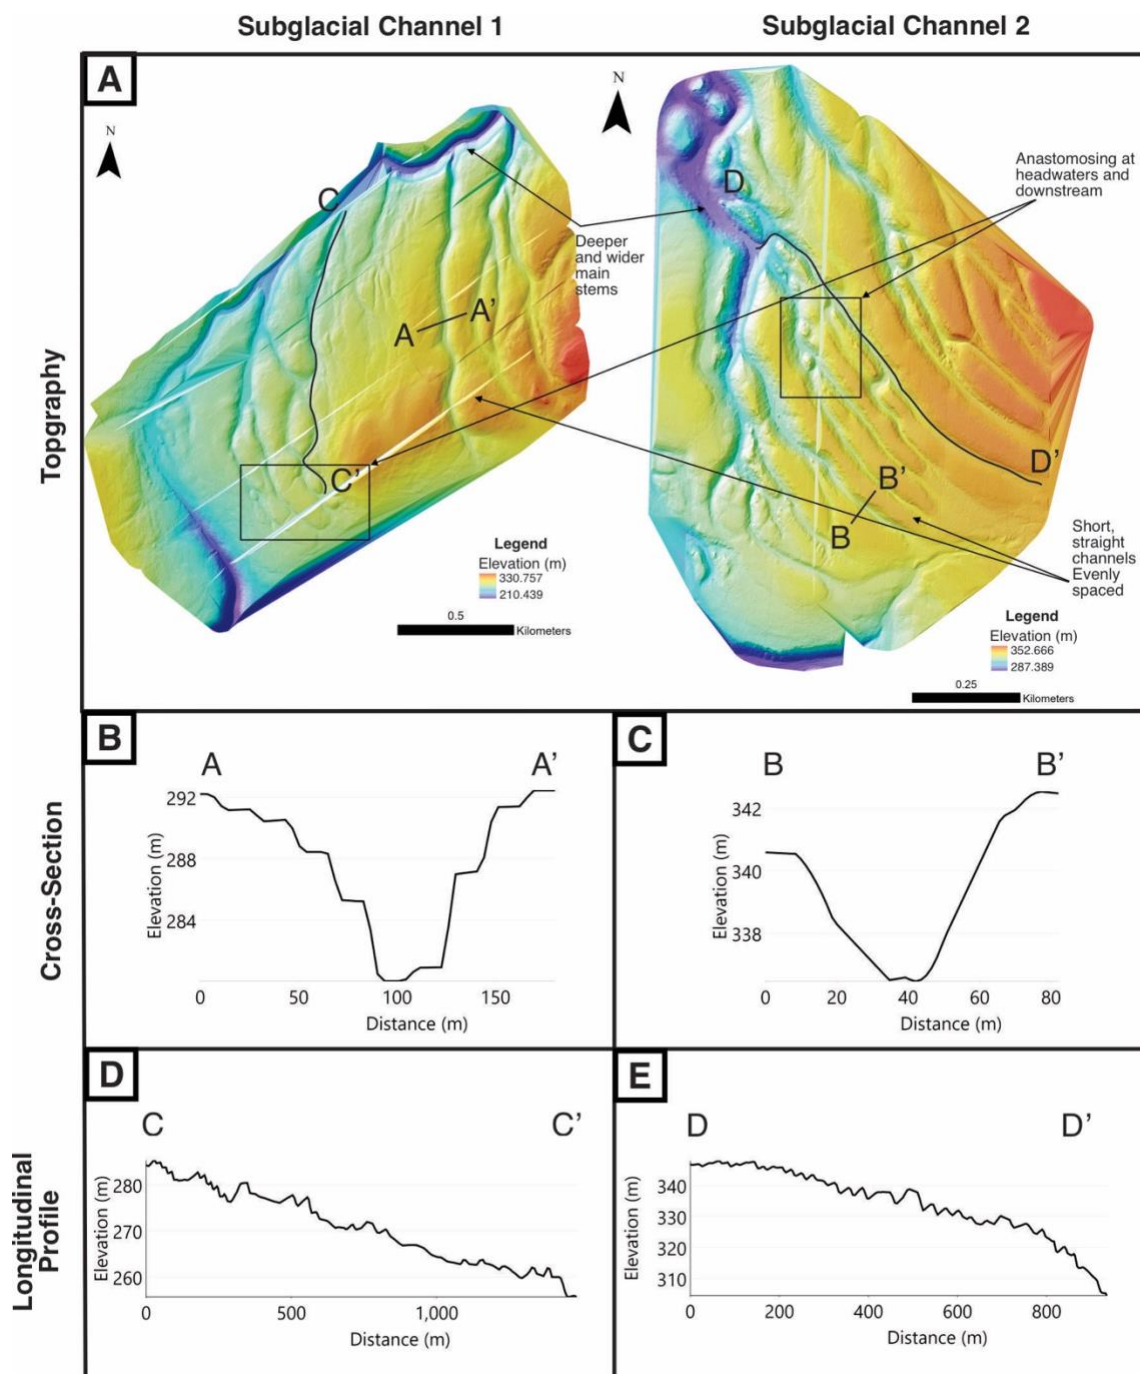 Subglacial Channel 1
Subglacial Channel 2
Topgraphy
A
N
C
A
A'
C'
Deeper
and wider
main
stems
Legend
Elevation (m)
330.757
210.439
0.5
Kilometers
N
D
Anastomosing at
headwaters and
downstream
B'
B
D'
Short,
straight
channels
Evenly
spaced
Legend
Elevation (m)
352.666
287.389
0.25
Kilometers
Cross-Section
B
A
A'
Elevation (m)
292
288
284
0
50
100
150
Distance (m)
C
B
B'
Elevation (m)
342
340
338
0
20
40
60
80
Distance (m)
Longitudinal
Profile
D
C
C'
Elevation (m)
280
270
260
0
500
1,000
Distance (m)
E
D
D'
Elevation (m)
340
330
320
310
0
200
400
600
800
Distance (m)